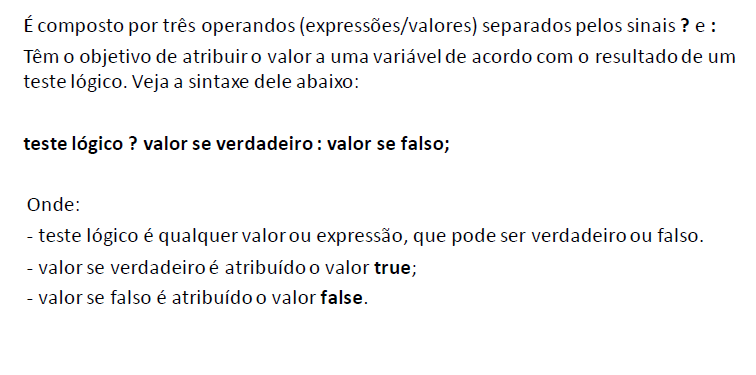 É composto por três operandos (expressões/valores) separados pelos sinais ? e :
Têm o objetivo de atribuir o valor a uma variável de acordo com o resultado de um
teste lógico. Veja a sintaxe dele abaixo:
teste lógico ? valor se verdadeiro : valor se falso;
Onde:
- teste lógico é qualquer valor ou expressão, que pode ser verdadeiro ou falso.
- valor se verdadeiro é atribuído o valor true;
- valor se falso é atribuído o valor false.